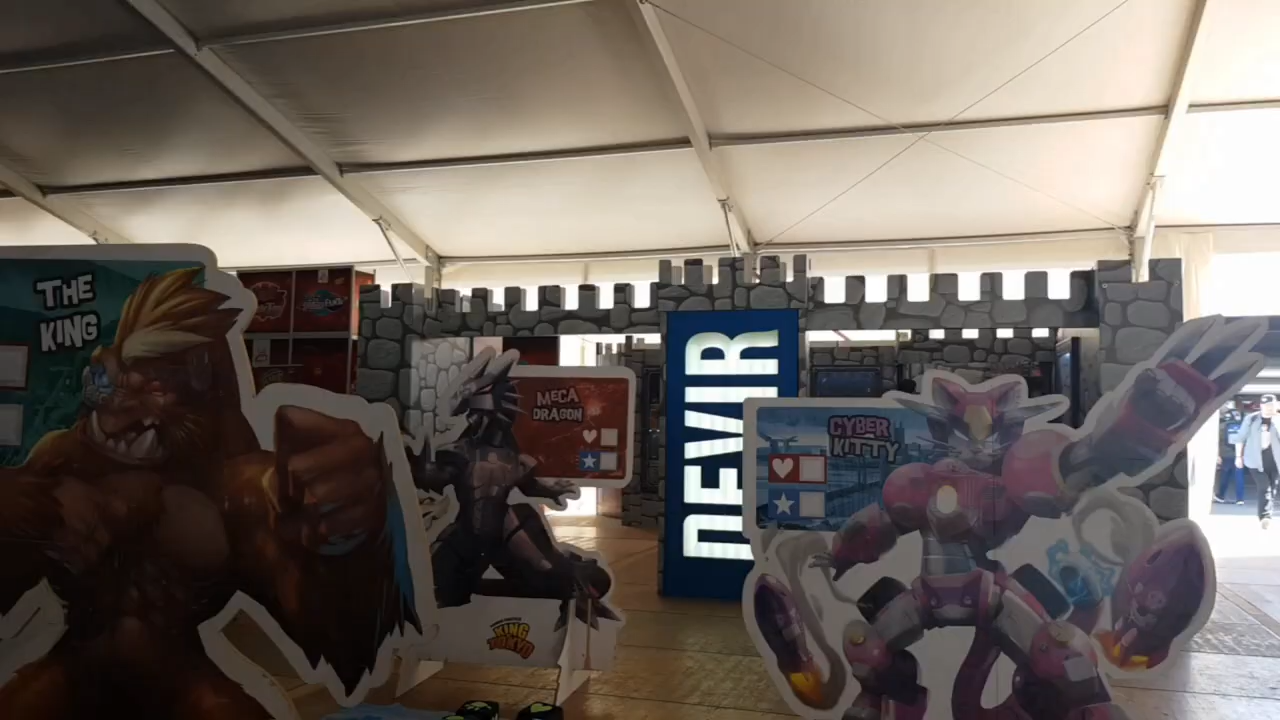 THE
KING
MECA
DRAGON
DEVIR
CYBER
KITTY
KING
TOKYO